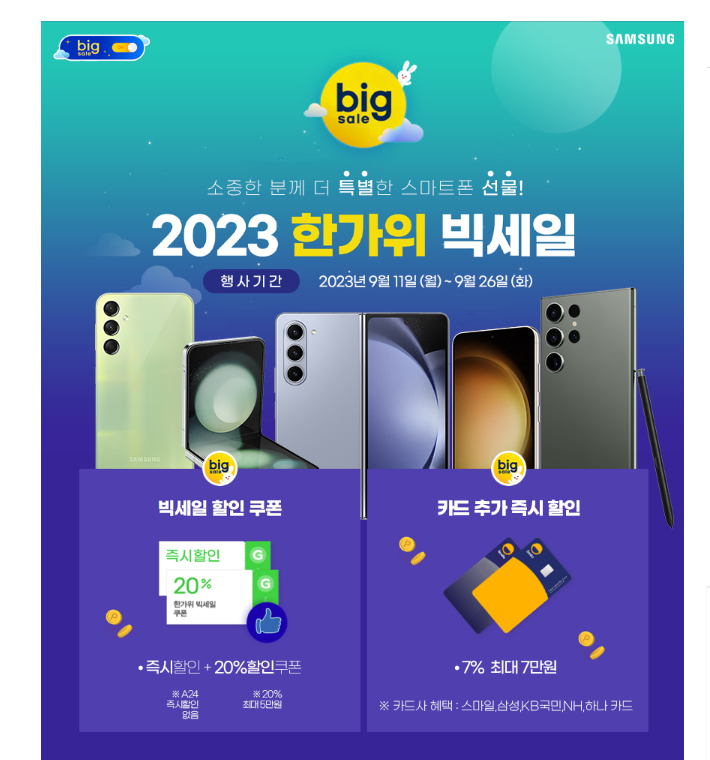 big
sale
SAMSUNG
big
sale
소중한 분께 더 특별한 스마트폰 선물!
2023 한가위 빅세일
행사기간 2023년 9월 11일 (월) ~ 9월 26일 (화)
SAMSUNG
big
sale
빅세일 할인 쿠폰
즉시할인 G
20% G
한가위 빅세일
쿠폰
• 즉시할인 + 20%할인쿠폰
※ A24
즉시할인
없음
※ 20%
최대 5만원
big
sale
카드 추가 즉시 할인
• 7% 최대 7만원
※ 카드사 혜택 : 스마일,삼성,KB국민,NH,하나 카드